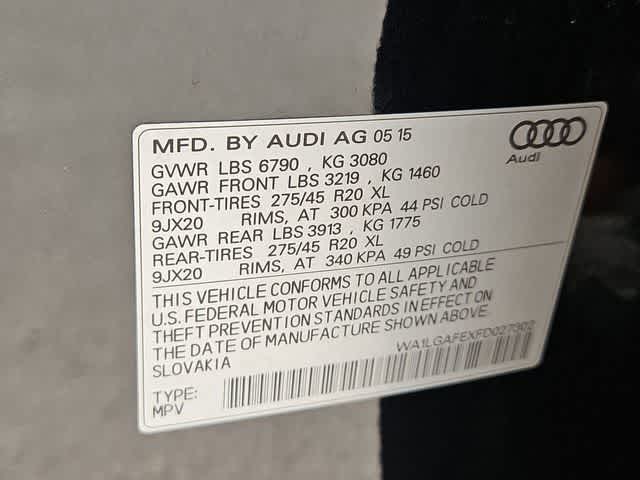 MFD. BY AUDI AG 05 15
Audi
GVWR LBS 6790 , KG 3080
GAWR FRONT LBS 3219 , KG 1460
FRONT-TIRES 275/45 R20 XL
9JX20 RIMS, AT 300 KPA 44 PSI COLD
GAWR REAR LBS 3913 , KG 1775
REAR-TIRES 275/45 R20 XL
9JX20 RIMS, AT 340 KPA 49 PSI COLD
THIS VEHICLE CONFORMS TO ALL APPLICABLE
U.S. FEDERAL MOTOR VEHICLE SAFETY AND
THEFT PREVENTION STANDARDS IN EFFECT ON
THE DATE OF MANUFACTURE SHOWN ABOVE.
SLOVAKIA
WA1LGAFEXFD027302
TYPE:
MPV